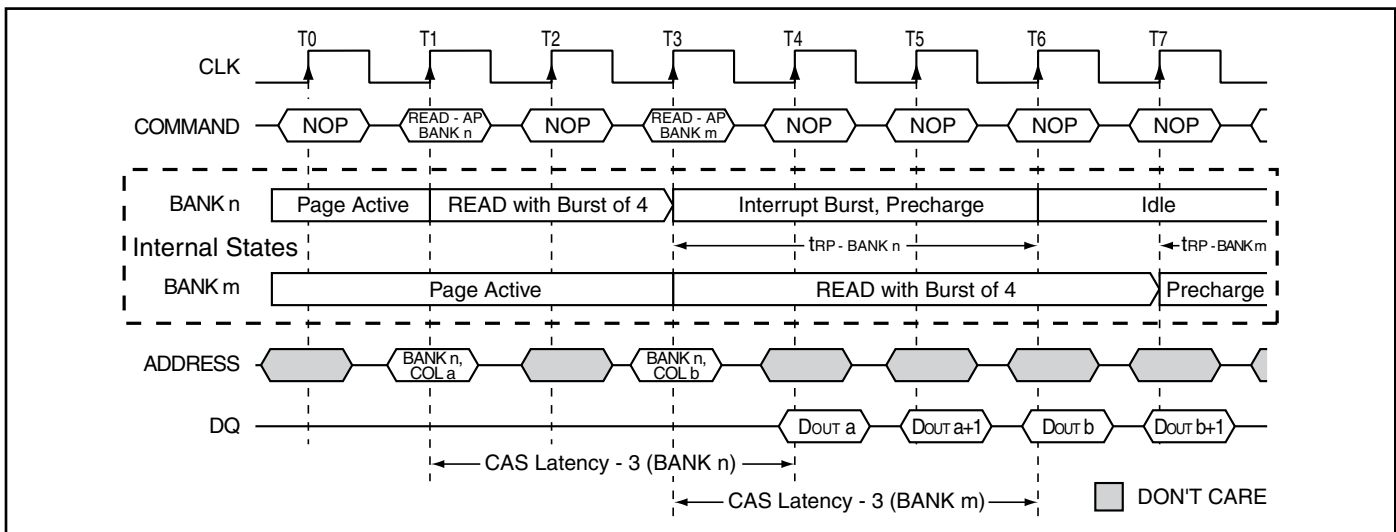 T0 T1 T2 T3 T4 T5 T6 T7
CLK
COMMAND NOP READ - AP BANK n NOP READ - AP BANK m NOP NOP NOP NOP
BANK n Page Active READ with Burst of 4 Interrupt Burst, Precharge Idle
Internal States tRP - BANK n tRP - BANK m
BANK m Page Active READ with Burst of 4 Precharge
ADDRESS BANK n, COL a BANK n, COL b
DQ DOUT a DOUT a+1 DOUT b DOUT b+1
CAS Latency - 3 (BANK n)
CAS Latency - 3 (BANK m) DON'T CARE